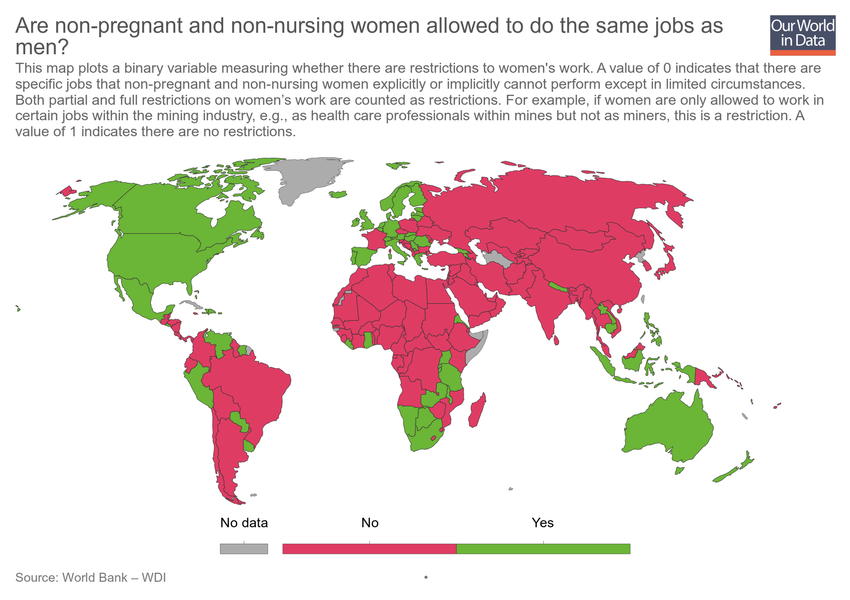 Are non-pregnant and non-nursing women allowed to do the same jobs as
men?
Our World
in Data
This map plots a binary variable measuring whether there are restrictions to women's work. A value of 0 indicates that there are
specific jobs that non-pregnant and non-nursing women explicitly or implicitly cannot perform except in limited circumstances.
Both partial and full restrictions on women’s work are counted as restrictions. For example, if women are only allowed to work in
certain jobs within the mining industry, e.g., as health care professionals within mines but not as miners, this is a restriction. A
value of 1 indicates there are no restrictions.
No data No Yes
Source: World Bank – WDI •